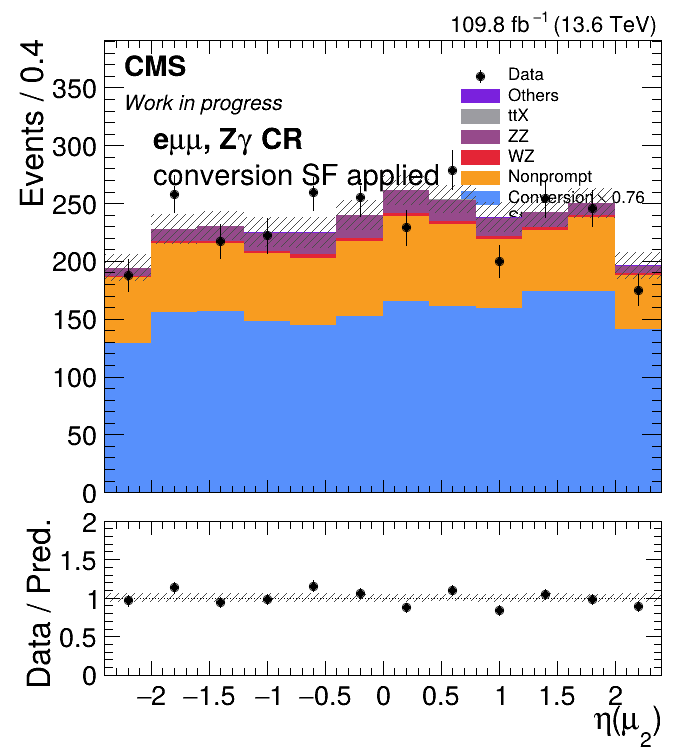 109.8 fb⁻¹ (13.6 TeV)
Events / 0.4
CMS
Work in progress
eμμ, Zγ CR
conversion SF applied
Data
Others
ttX
ZZ
WZ
Nonprompt
Conversion 0.76
350
300
250
200
150
100
50
0
Data / Pred.
2
1.5
1
0.5
0
−2 −1.5 −1 −0.5 0 0.5 1 1.5 2
η(μ₂)